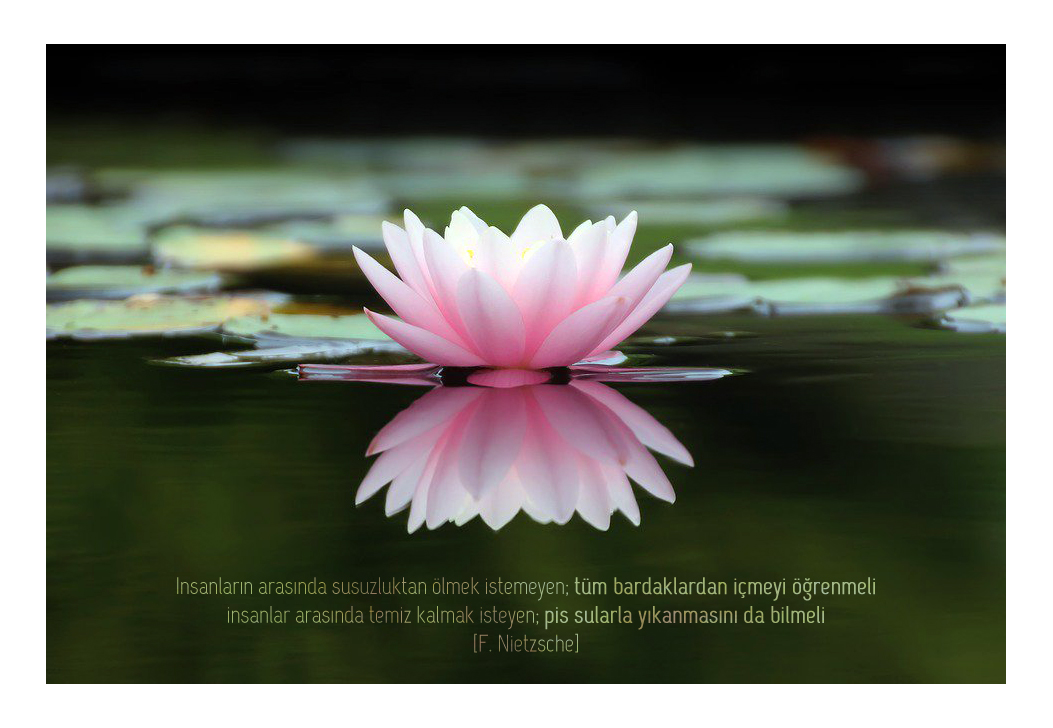 Insanların arasında susuzluktan ölmek istemeyen; tüm bardaklardan içmeyi öğrenmeli
insanlar arasında temiz kalmak isteyen; pis sularla yıkanmasını da bilmeli
[F. Nietzsche]